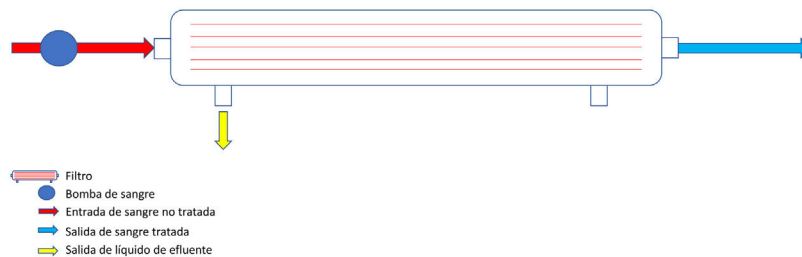 Filtro
Bomba de sangre
Entrada de sangre no tratada
Salida de sangre tratada
Salida de líquido de efluente